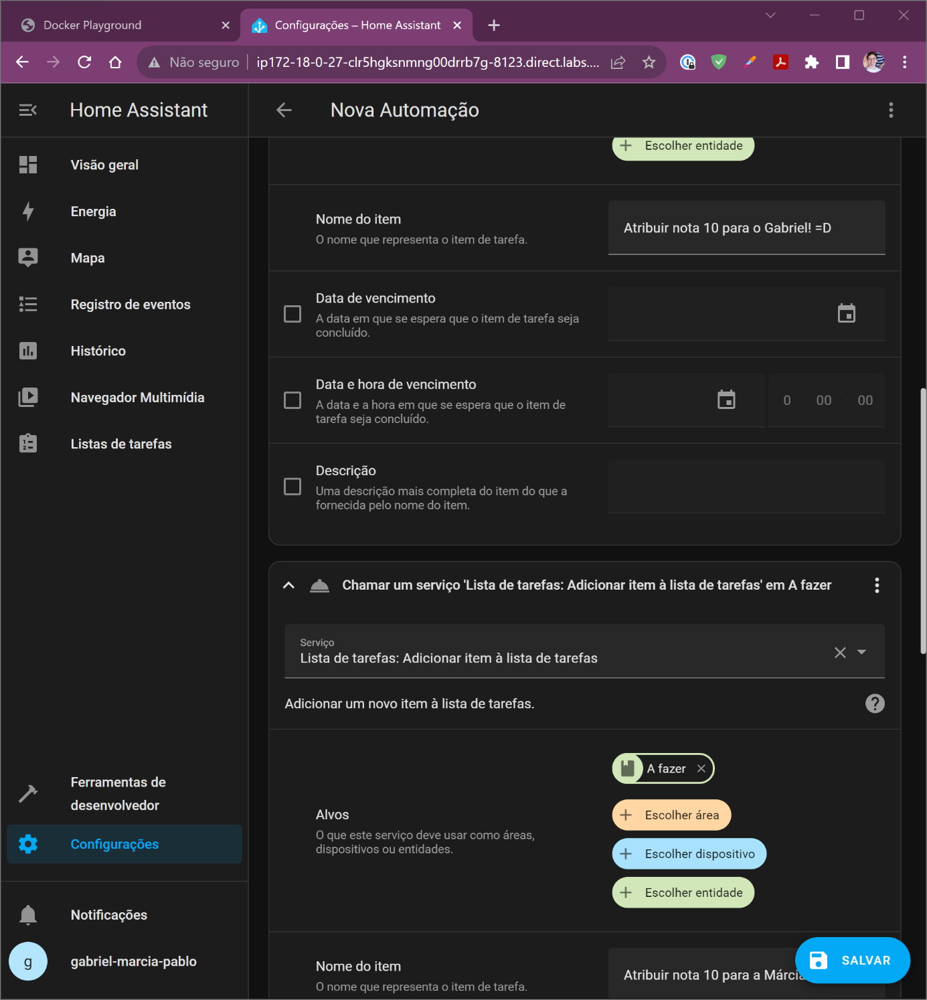 Docker Playground
Configurações – Home Assistant
Não seguro
ip172-18-0-27-clr5hgksnmng00drrb7g-8123.direct.labs....
Home Assistant
Nova Automação
Visão geral
Energia
Mapa
Registro de eventos
Histórico
Navegador Multimídia
Listas de tarefas
Ferramentas de
desenvolvedor
Configurações
Notificações
g
gabriel-marcia-pablo
Escolher entidade
Nome do item
O nome que representa o item de tarefa.
Atribuir nota 10 para o Gabriel! =D
Data de vencimento
A data em que se espera que o item de tarefa seja
concluído.
Data e hora de vencimento
A data e a hora em que se espera que o item de
tarefa seja concluído.
0 : 00 : 00
Descrição
Uma descrição mais completa do item do que a
fornecida pelo nome do item.
Chamar um serviço 'Lista de tarefas: Adicionar item à lista de tarefas' em A fazer
Serviço
Lista de tarefas: Adicionar item à lista de tarefas
Adicionar um novo item à lista de tarefas.
Alvos
O que este serviço deve usar como áreas,
dispositivos ou entidades.
A fazer
Escolher área
Escolher dispositivo
Escolher entidade
Nome do item
O nome que representa o item de tarefa.
Atribuir nota 10 para a Márcia
SALVAR